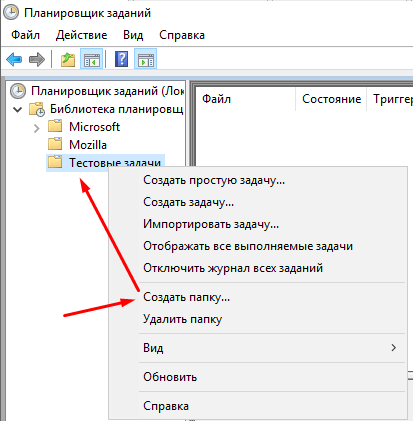 Планировщик заданий
Файл Действие Вид Справка
Планировщик заданий (Лок
Библиотека планировщ
Microsoft
Mozilla
Тестовые задачи
Файл Состояние Тригге
Создать простую задачу...
Создать задачу...
Импортировать задачу...
Отображать все выполняемые задачи
Отключить журнал всех заданий
Создать папку...
Удалить папку
Вид
Обновить
Справка